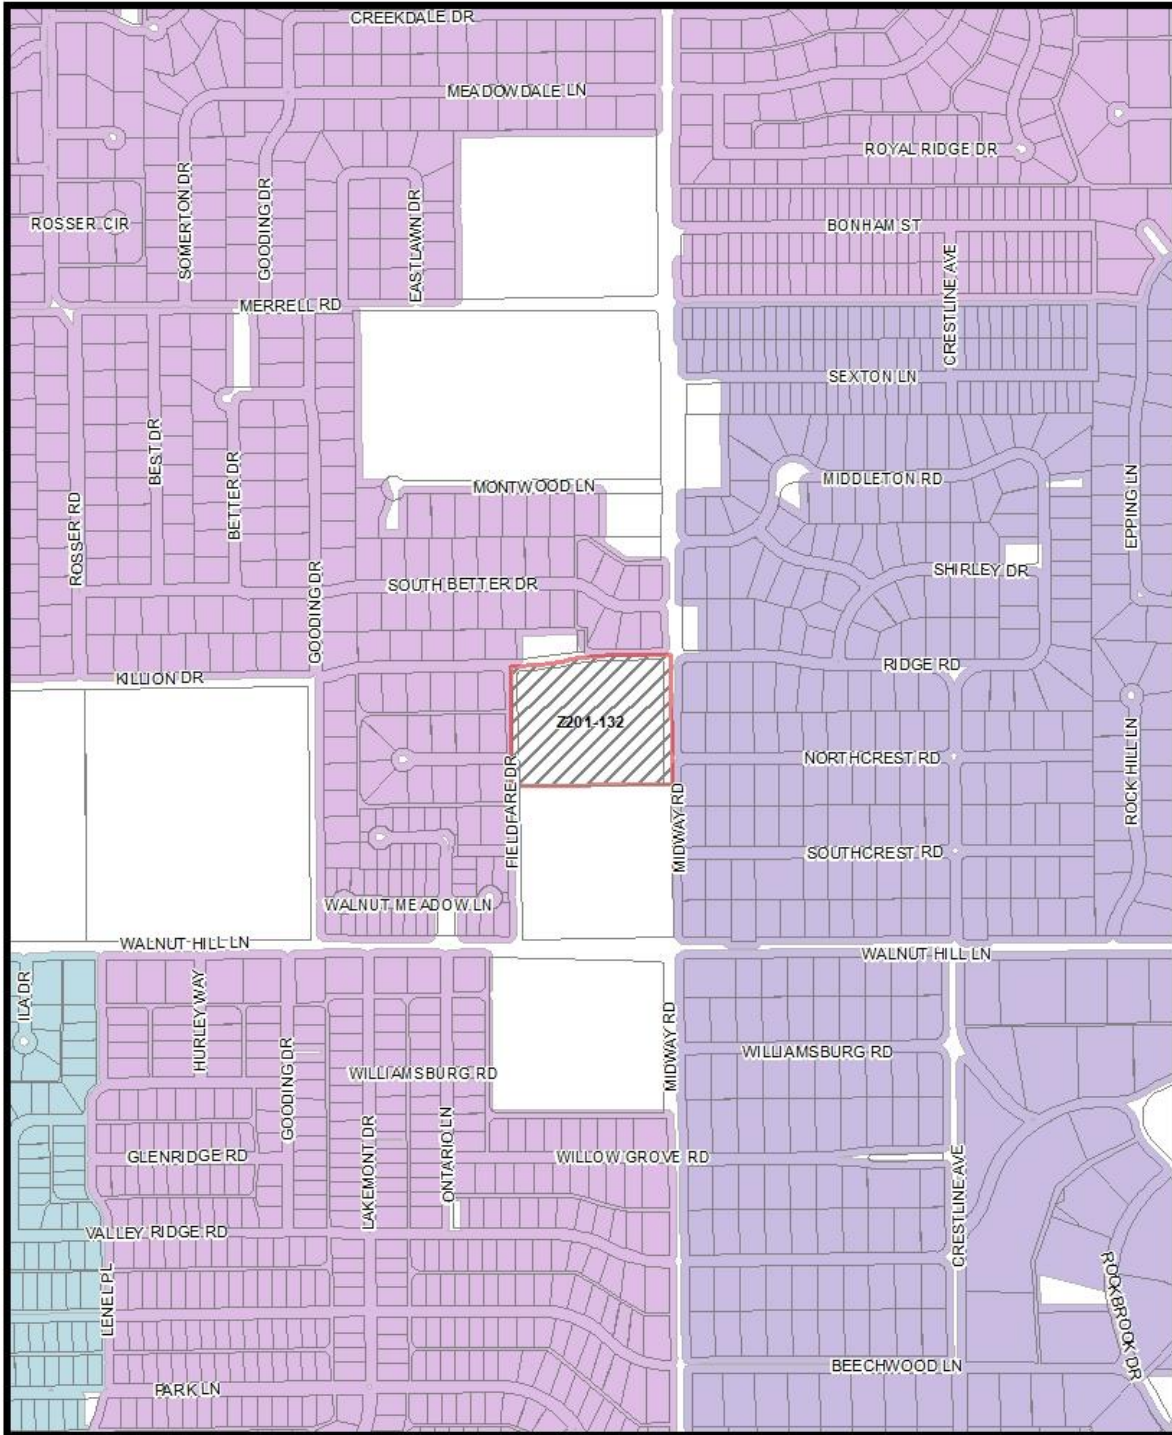 CREEKDALE DR
MEADOWDALE LN
ROYAL RIDGE DR
SOMERTON DR
GOODING DR
EASTLAWN DR
ROSSER CIR
BONHAM ST
CRESTLINE AVE
MERRELL RD
SEXTON LN
BEST DR
BETTER DR
ROSSER RD
MONTWOOD LN
MIDDLETON RD
EPPING LN
SHIRLEY DR
SOUTH BETTER DR
GOODING DR
RIDGE RD
KILLION DR
Z201-132
ROCK HILL LN
NORTHCREST RD
FIELDFARE DR
MIDWAY RD
SOUTHCREST RD
WALNUT MEADOW LN
WALNUT HILL LN
WALNUT HILL LN
ILA DR
HURLEY WAY
GOODING DR
MIDWAY RD
WILLIAMSBURG RD
WILLIAMSBURG RD
LAKEMONT DR
ONTARIO LN
GLENRIDGE RD
WILLOW GROVE RD
CRESTLINE AVE
VALLEY RIDGE RD
LENEL PL
ROCKBROOK DR
BEECHWOOD LN
PARK LN